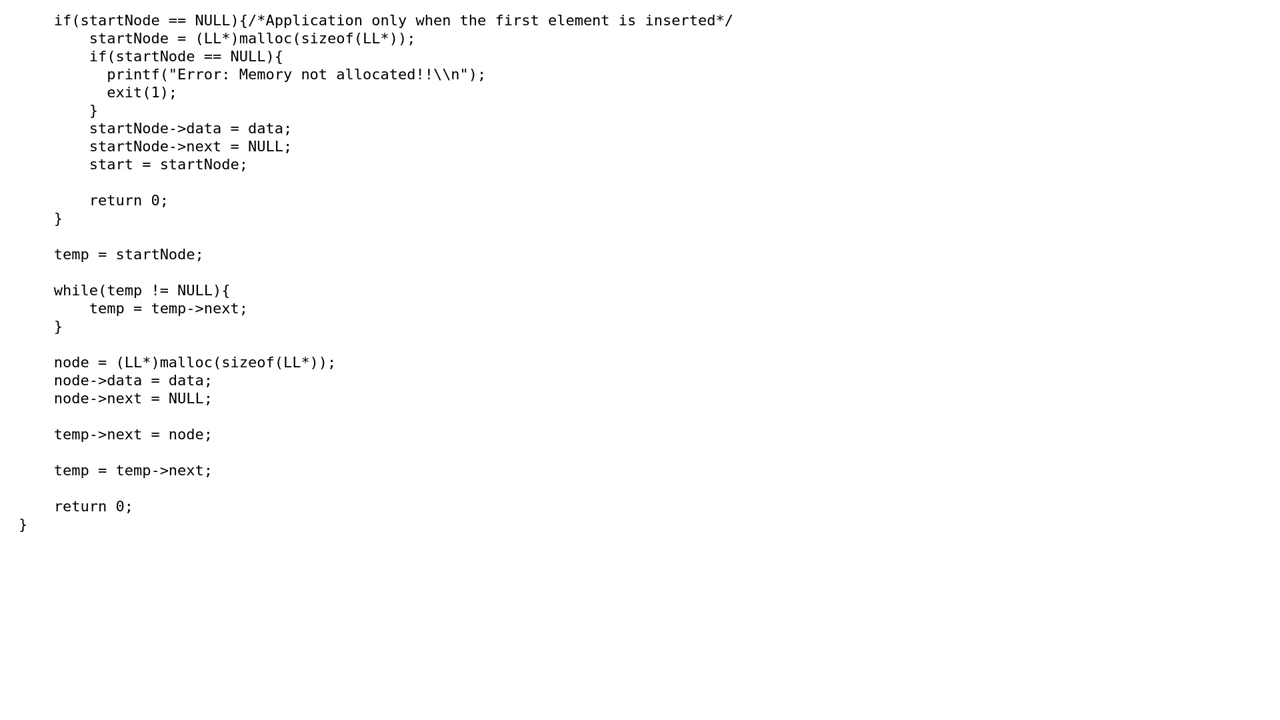 if(startNode == NULL){/*Application only when the first element is inserted*/
startNode = (LL*)malloc(sizeof(LL*));
if(startNode == NULL){
printf("Error: Memory not allocated!!\\n");
exit(1);
}
startNode->data = data;
startNode->next = NULL;
start = startNode;
return 0;
}
temp = startNode;
while(temp != NULL){
temp = temp->next;
}
node = (LL*)malloc(sizeof(LL*));
node->data = data;
node->next = NULL;
temp->next = node;
temp = temp->next;
return 0;
}